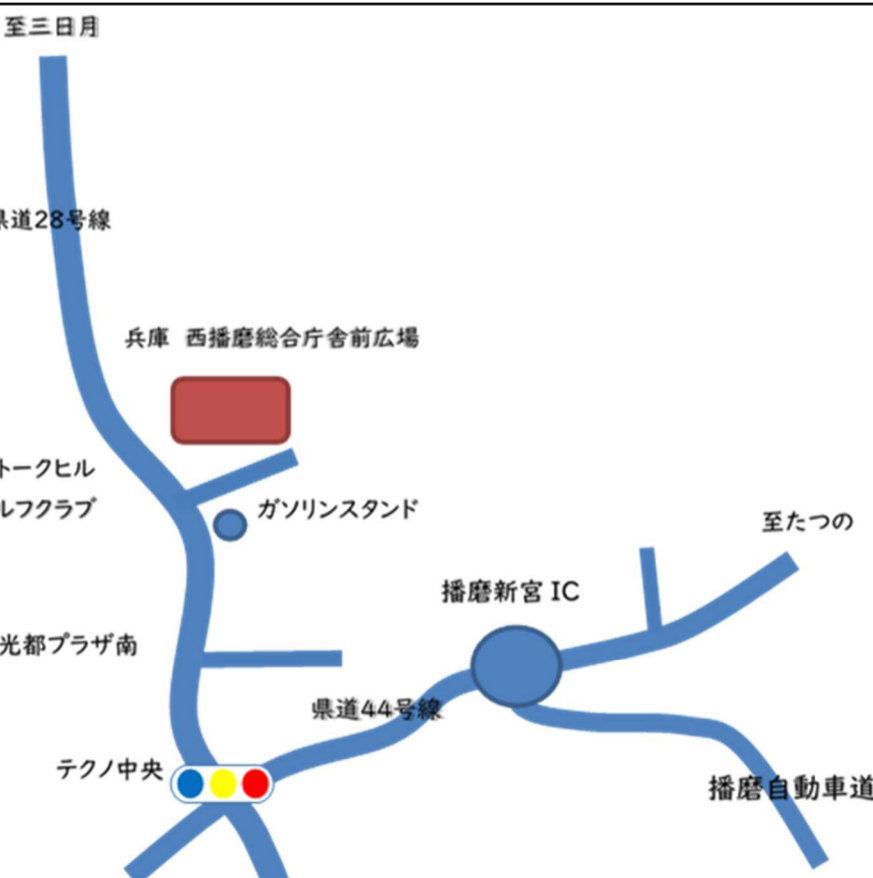 至三日月
県道28号線
兵庫 西播磨総合庁舎前広場
トークヒル
ルフクラブ
ガソリンスタンド
至たつの
播磨新宮 IC
光都プラザ南
県道44号線
テクノ中央
播磨自動車道